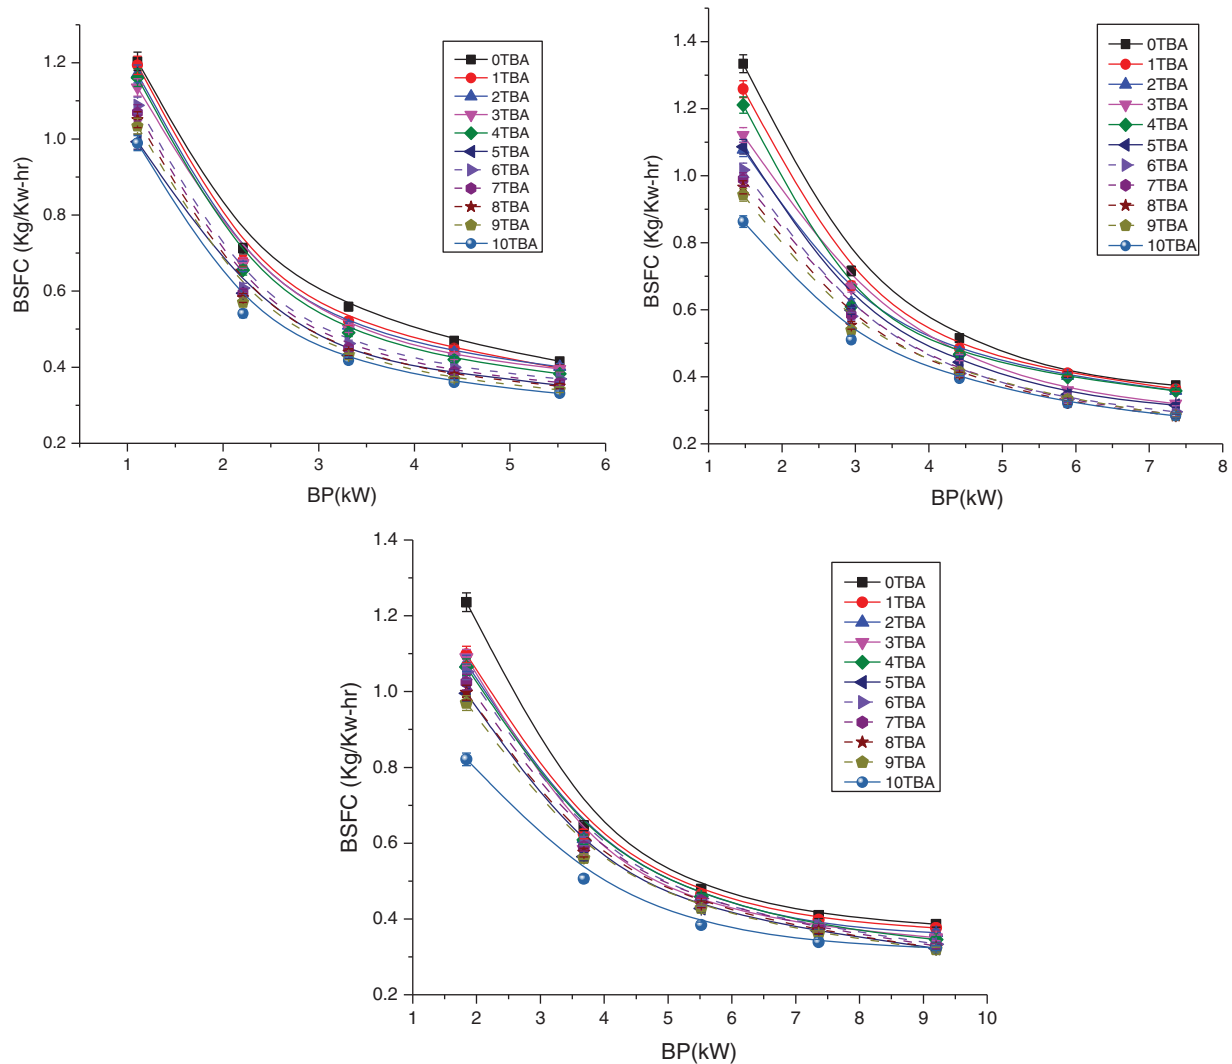 1.2
1.0
0.8
0.6
0.4
0.2
BSFC (Kg/Kw-hr)
0TBA
1TBA
2TBA
3TBA
4TBA
5TBA
6TBA
7TBA
8TBA
9TBA
10TBA
1 2 3 4 5 6
BP(kW)
1.4
1.2
1.0
0.8
0.6
0.4
0.2
BSFC (Kg/Kw-hr)
0TBA
1TBA
2TBA
3TBA
4TBA
5TBA
6TBA
7TBA
8TBA
9TBA
10TBA
1 2 3 4 5 6 7 8
BP(kW)
1.4
1.2
1.0
0.8
0.6
0.4
0.2
BSFC (Kg/Kw-hr)
0TBA
1TBA
2TBA
3TBA
4TBA
5TBA
6TBA
7TBA
8TBA
9TBA
10TBA
1 2 3 4 5 6 7 8 9 10
BP(kW)